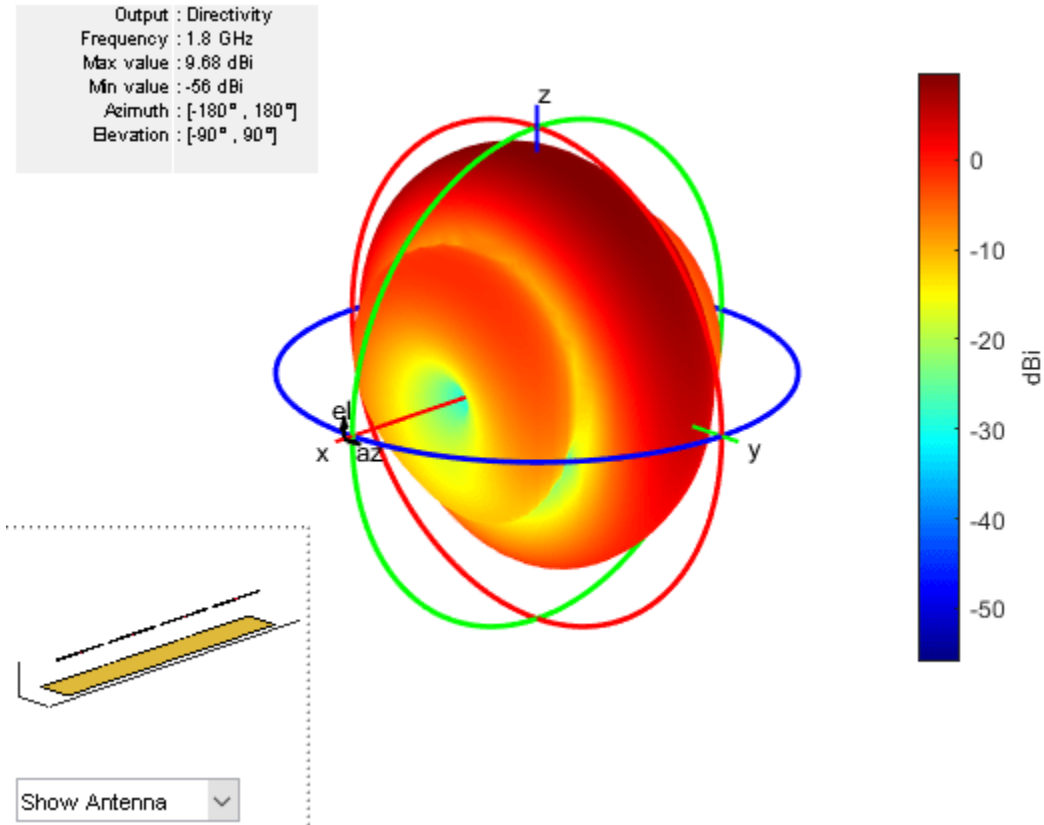 Output : Directivity
Frequency : 1.8 GHz
Max value : 9.68 dBi
Min value : -56 dBi
Azimuth : [-180° , 180°]
Elevation : [-90° , 90°]
z
el
x
az
y
0
-10
-20
-30
-40
-50
dBi
Show Antenna